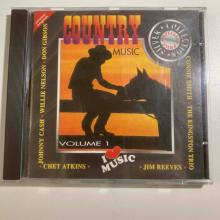 COUNTRY
MUSIC
JOHNNY CASH - WILLIE NELSON - DON GIBSON
CONNIE SMITH - THE KINGSTON TRIO
VOLUME 1
I MUSIC
- CHET ATKINS -
- JIM REEVES -